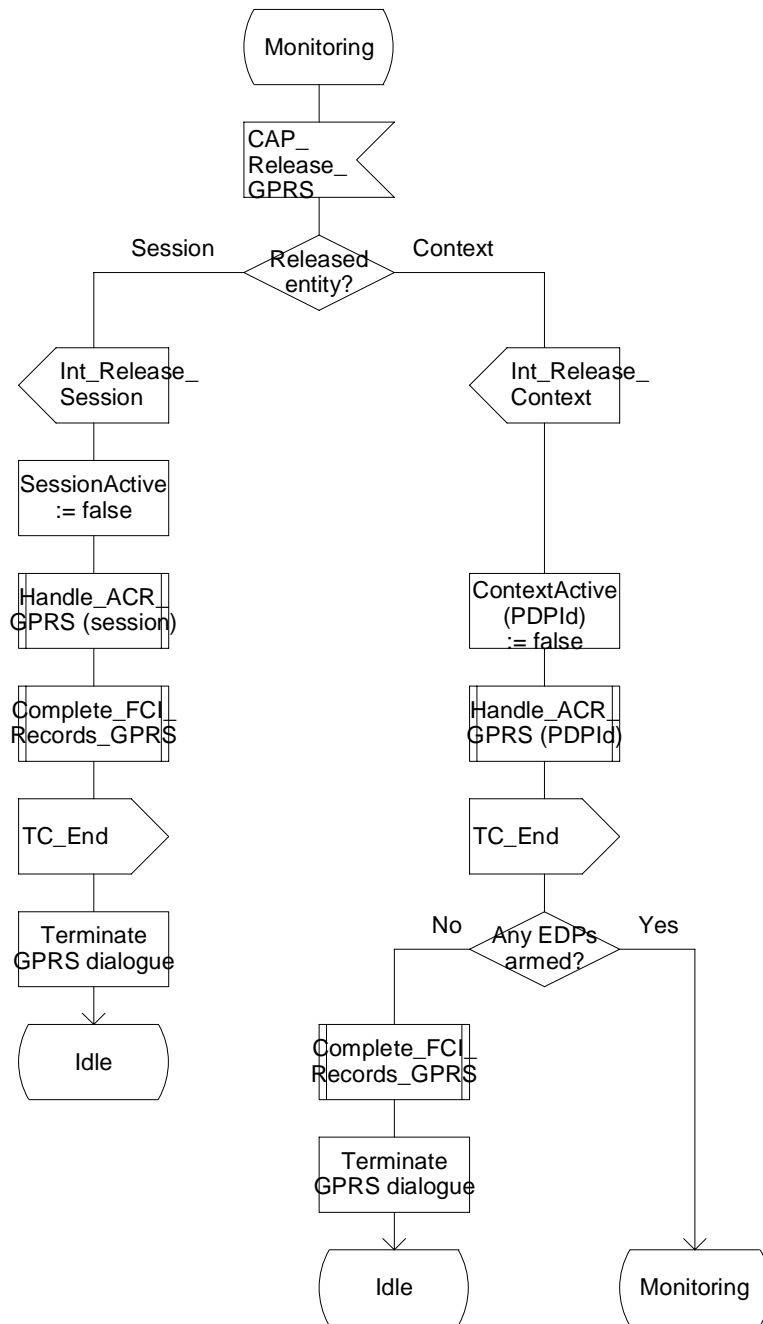 Monitoring
CAP_
Release_
GPRS
Session
Released
entity?
Context
Int_Release_
Session
Int_Release_
Context
SessionActive
:= false
Handle_ACR_
GPRS (session)
ContextActive
(PDPId)
:= false
Complete_FCI_
Records_GPRS
Handle_ACR_
GPRS (PDPId)
TC_End
TC_End
Terminate
GPRS dialogue
No
Any EDPs
armed?
Yes
Idle
Complete_FCI_
Records_GPRS
Terminate
GPRS dialogue
Idle
Monitoring